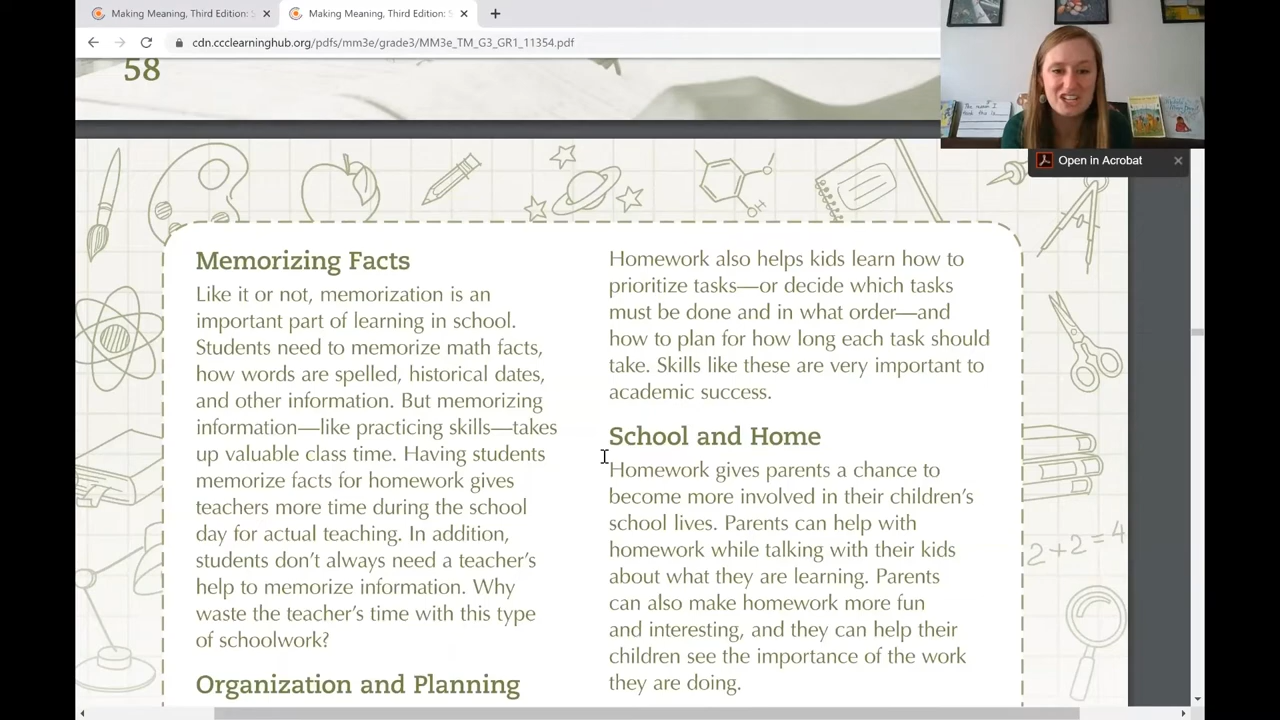 Making Meaning, Third Edition: S
Making Meaning, Third Edition: S
cdn.ccclearninghub.org/pdfs/mm3e/grade3/MM3e_TM_G3_GR1_11354.pdf
Open in Acrobat
58
Memorizing Facts
Like it or not, memorization is an
important part of learning in school.
Students need to memorize math facts,
how words are spelled, historical dates,
and other information. But memorizing
information—like practicing skills—takes
up valuable class time. Having students
memorize facts for homework gives
teachers more time during the school
day for actual teaching. In addition,
students don’t always need a teacher’s
help to memorize information. Why
waste the teacher’s time with this type
of schoolwork?
Organization and Planning
Homework also helps kids learn how to
prioritize tasks—or decide which tasks
must be done and in what order—and
how to plan for how long each task should
take. Skills like these are very important to
academic success.
School and Home
Homework gives parents a chance to
become more involved in their children’s
school lives. Parents can help with
homework while talking with their kids
about what they are learning. Parents
can also make homework more fun
and interesting, and they can help their
children see the importance of the work
they are doing.
2+2=4